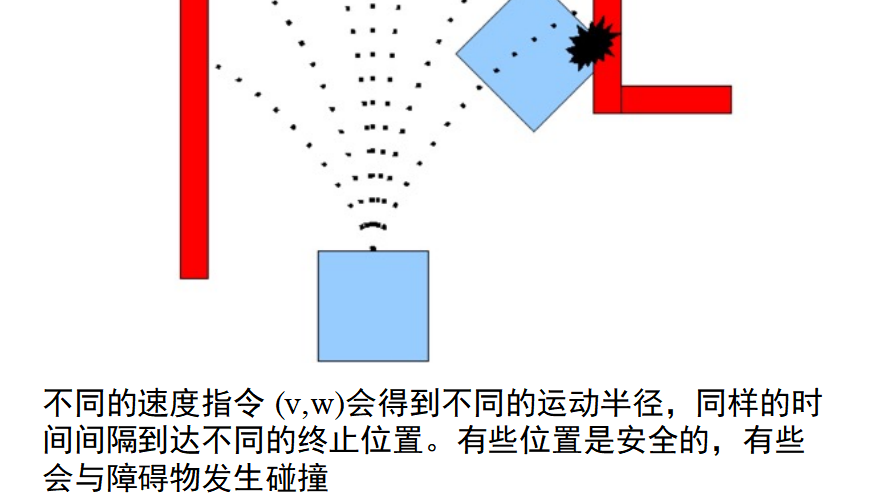 不同的速度指令 (v,w)会得到不同的运动半径，同样的时
间间隔到达不同的终止位置。有些位置是安全的，有些
会与障碍物发生碰撞